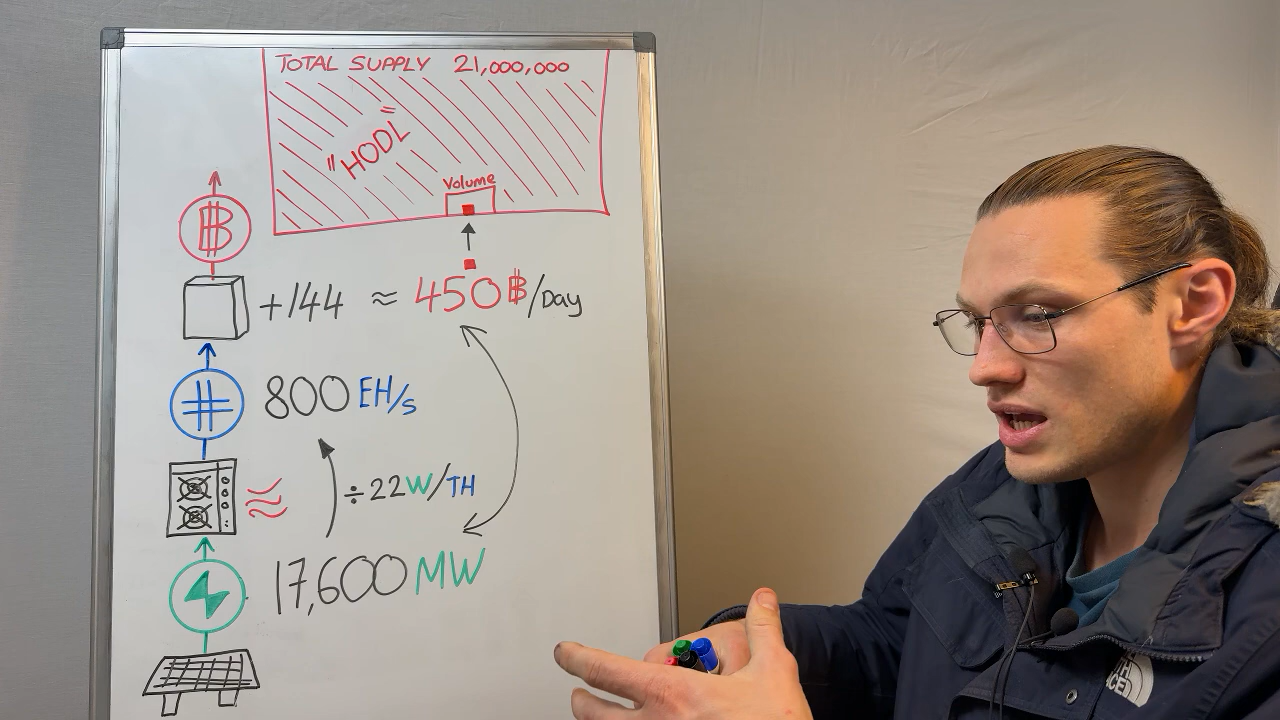 TOTAL SUPPLY 21,000,000
"HODL"
Volume
₿
+144 ≈ 450 ₿/Day
# 800 EH/s
÷22W/TH
17,600 MW